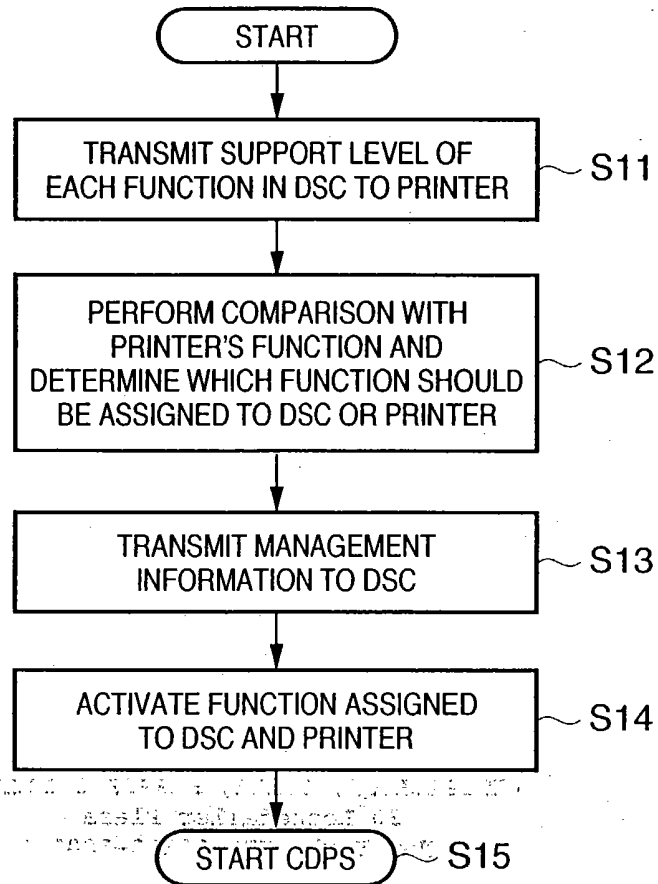 START
TRANSMIT SUPPORT LEVEL OF
EACH FUNCTION IN DSC TO PRINTER
S11
PERFORM COMPARISON WITH
PRINTER'S FUNCTION AND
DETERMINE WHICH FUNCTION SHOULD
BE ASSIGNED TO DSC OR PRINTER
S12
TRANSMIT MANAGEMENT
INFORMATION TO DSC
S13
ACTIVATE FUNCTION ASSIGNED
TO DSC AND PRINTER
S14
START CDPS
S15